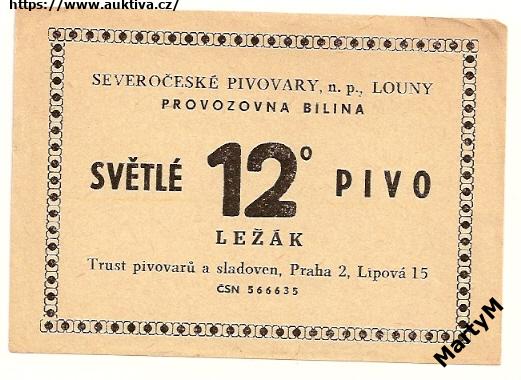 https://www.auktiva.cz/
SEVEROČESKÉ PIVOVARY, n. p., LOUNY
PROVOZOVNA BILINA
SVĚTLÉ 12° PIVO
LEŽÁK
Trust pivovarů a sladoven, Praha 2, Lípová 15
ČSN 566635
MartyM